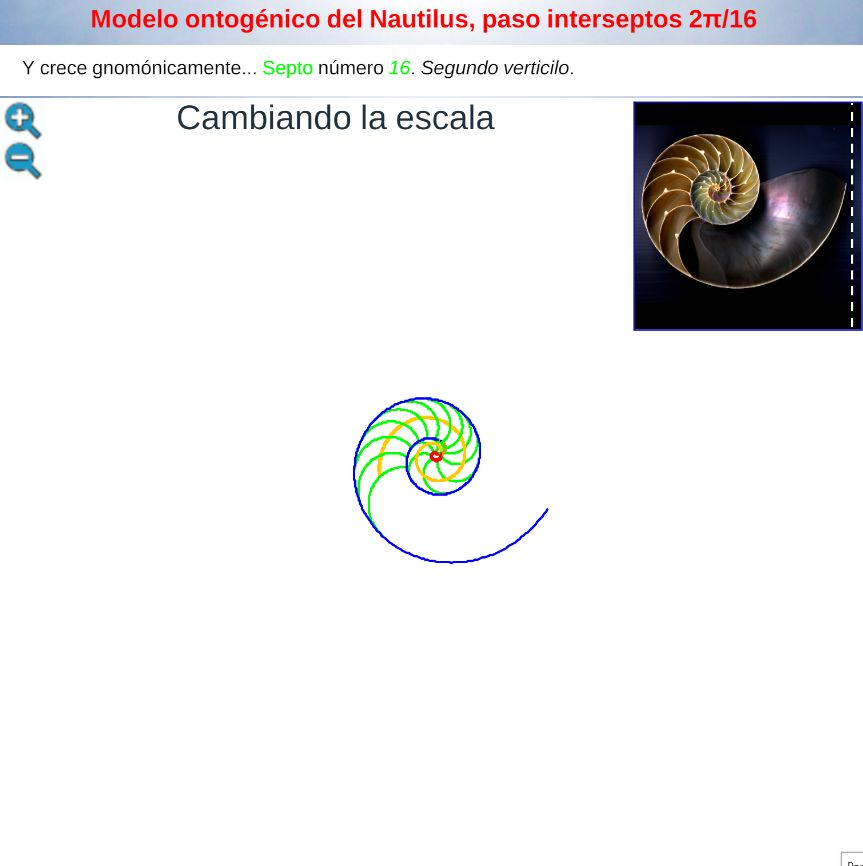 Modelo ontogénico del Nautilus, paso interseptos 2π/16
Y crece gnomónicamente... Septo número 16. Segundo verticilo.
Cambiando la escala